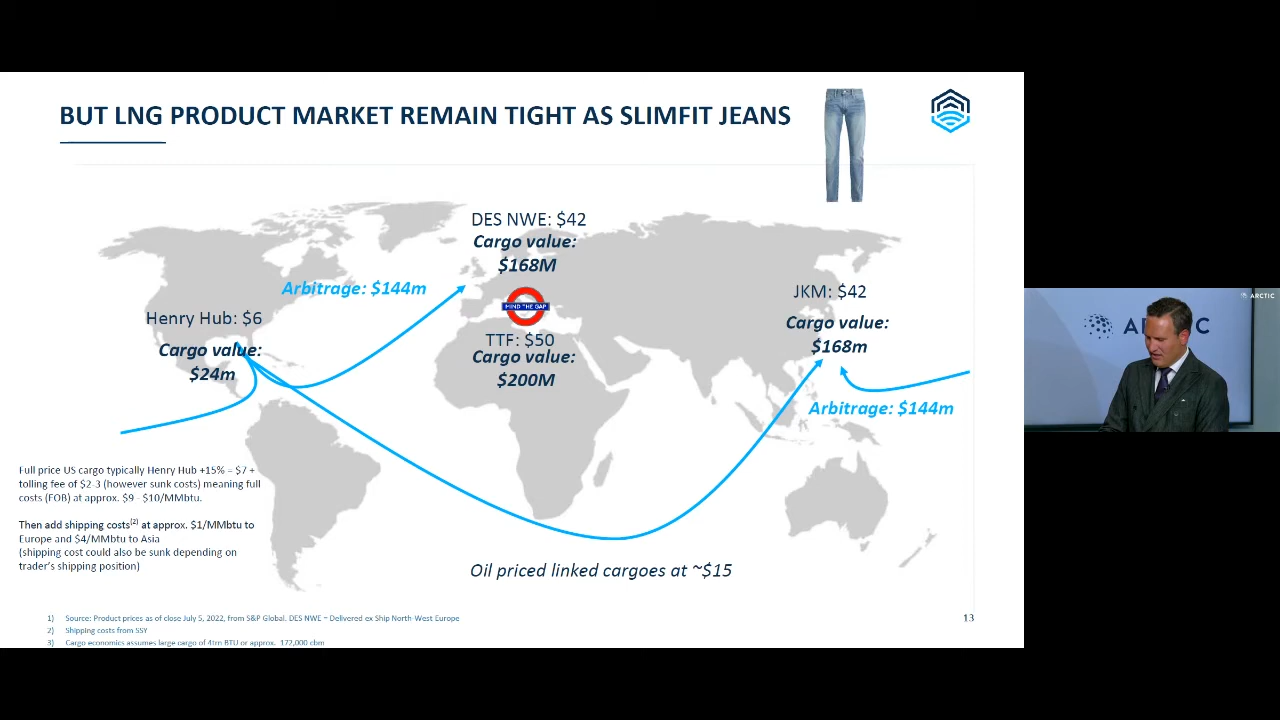 BUT LNG PRODUCT MARKET REMAIN TIGHT AS SLIMFIT JEANS
DES NWE: $42
Cargo value:
$168M
Arbitrage: $144m
MIND THE GAP
JKM: $42
Cargo value:
$168m
Henry Hub: $6
Cargo value:
$24m
TTF: $50
Cargo value:
$200M
Arbitrage: $144m
Full price US cargo typically Henry Hub +15% = $7 +
tolling fee of $2-3 (however sunk costs) meaning full
costs (FOB) at approx. $9 - $10/MMbtu.
Then add shipping costs(2) at approx. $1/MMbtu to
Europe and $4/MMbtu to Asia
(shipping cost could also be sunk depending on
trader's shipping position)
Oil priced linked cargoes at ~$15
1) Source: Product prices as of close July 5, 2022, from S&P Global. DES NWE = Delivered ex Ship North West Europe
2) Shipping costs from SSY
3) Cargo economics assumes large cargo of 4trn BTU or approx. 172,000 cbm
13
ARCTIC